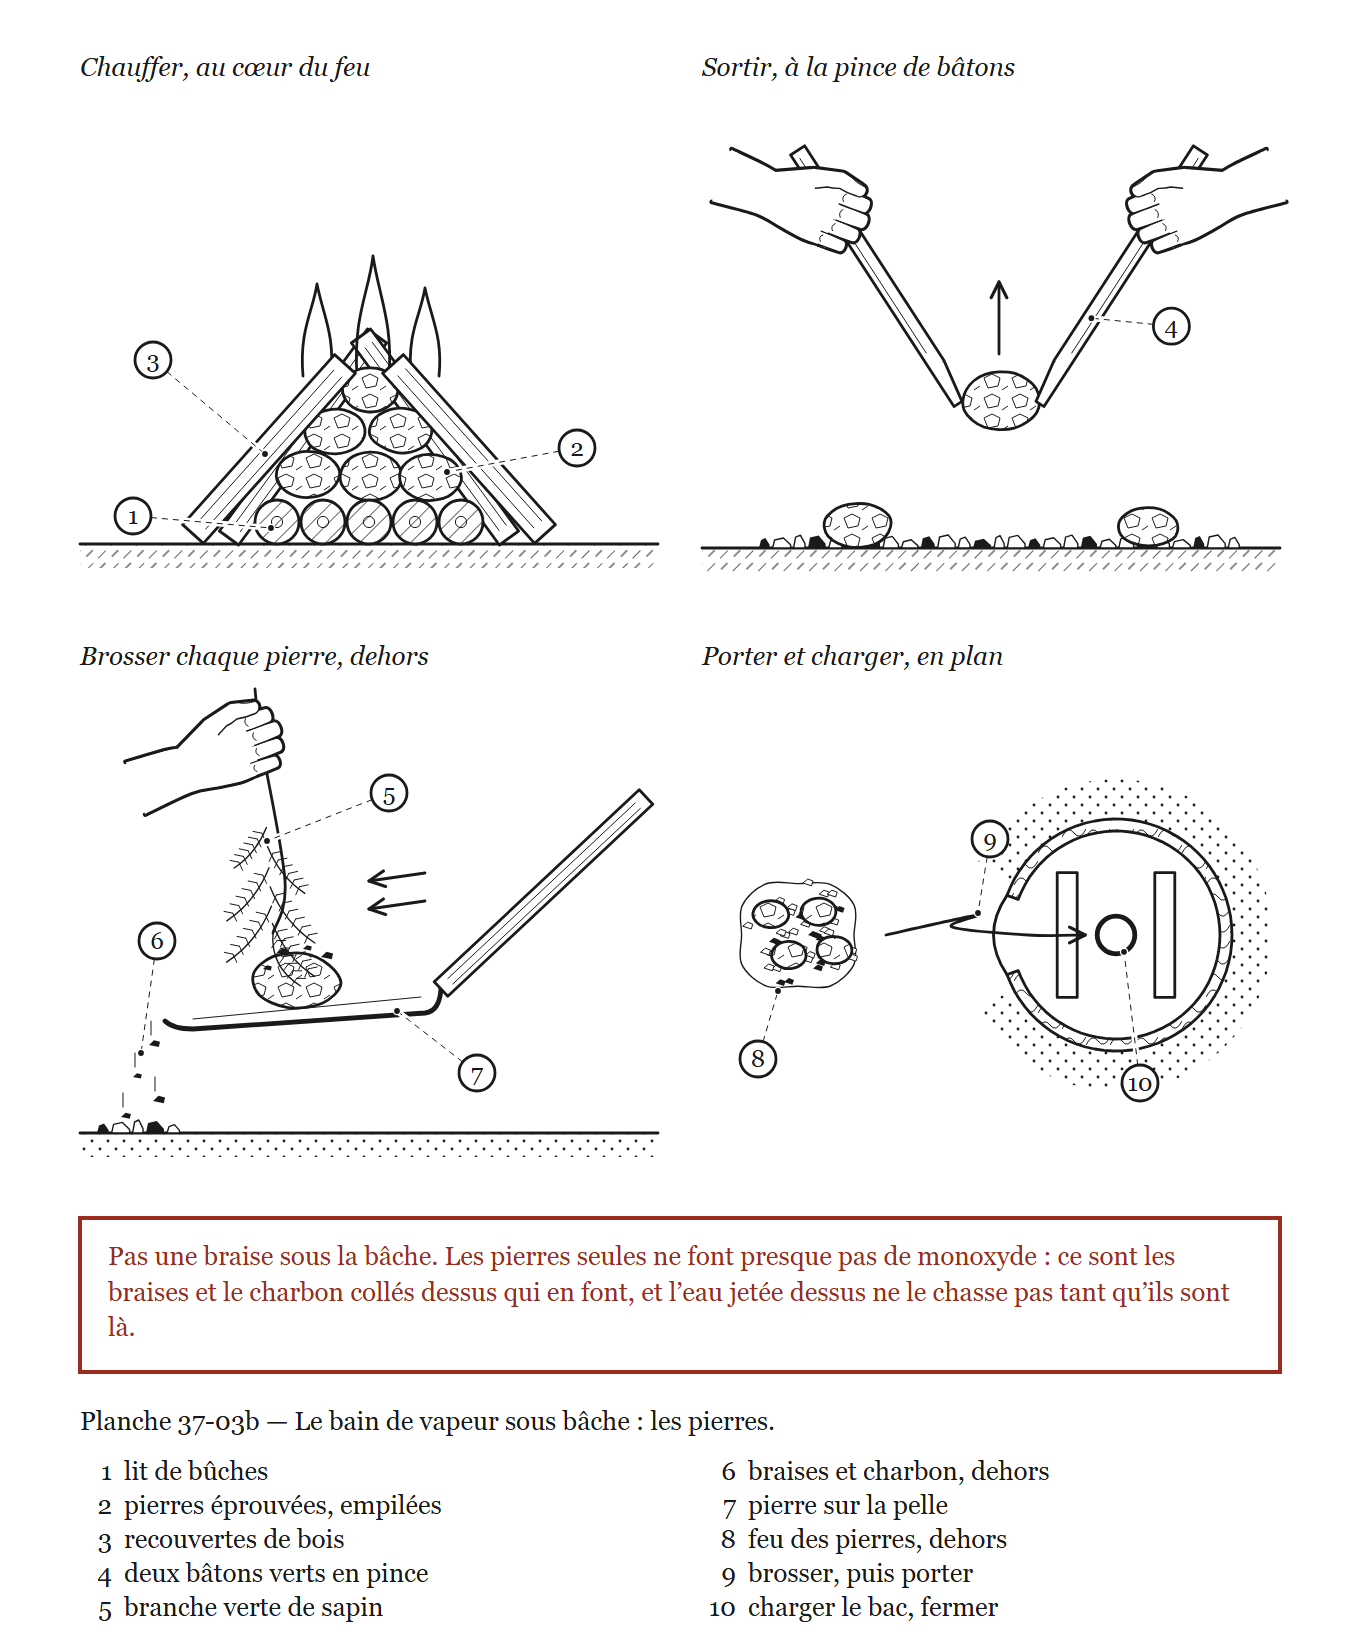 Chauffer, au cœur du feu
Sortir, à la pince de bâtons
3
2
1
4
Brosser chaque pierre, dehors
Porter et charger, en plan
5
6
7
9
8
10
Pas une braise sous la bâche. Les pierres seules ne font presque pas de monoxyde : ce sont les
braises et le charbon collés dessus qui en font, et l’eau jetée dessus ne le chasse pas tant qu’ils sont
là.
Planche 37-03b — Le bain de vapeur sous bâche : les pierres.
1 lit de bûches
2 pierres éprouvées, empilées
3 recouvertes de bois
4 deux bâtons verts en pince
5 branche verte de sapin
6 braises et charbon, dehors
7 pierre sur la pelle
8 feu des pierres, dehors
9 brosser, puis porter
10 charger le bac, fermer